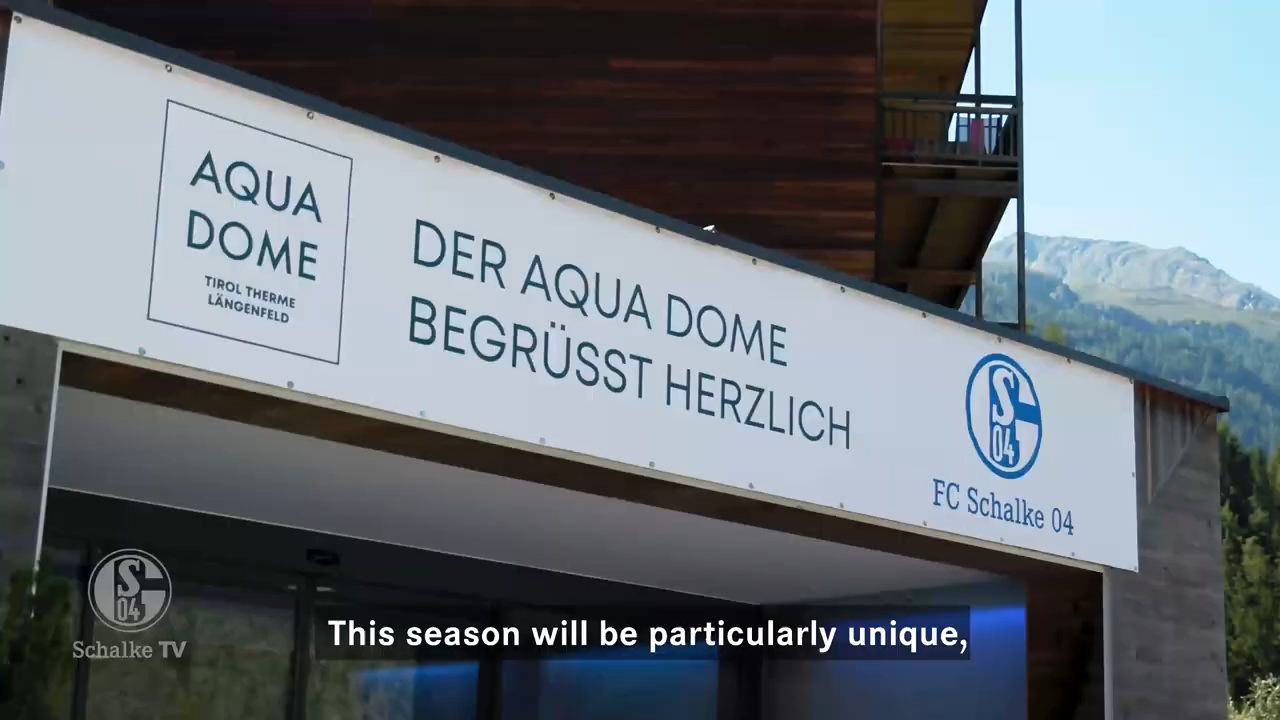 AQUA
DOME
TIROL THERME
LÄNGENFELD
DER AQUA DOME
BEGRÜSST HERZLICH
S
04
FC Schalke 04
S
04
Schalke TV
This season will be particularly unique,